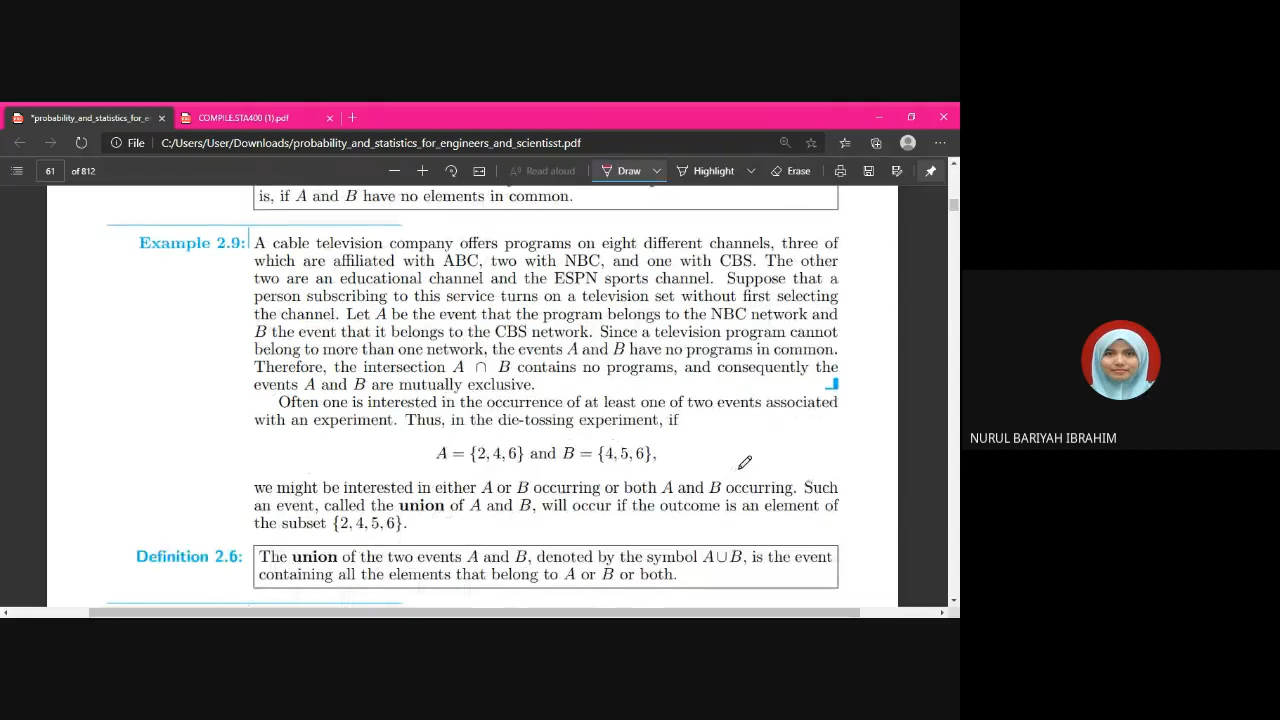 *probability_and_statistics_for_e
COMPILE.STA400 (1).pdf
File
C:/Users/User/Downloads/probability_and_statistics_for_engineers_and_scientisst.pdf
61 of 812
Read aloud
Draw
Highlight
Erase
is, if A and B have no elements in common.
Example 2.9: A cable television company offers programs on eight different channels, three of
which are affiliated with ABC, two with NBC, and one with CBS. The other
two are an educational channel and the ESPN sports channel. Suppose that a
person subscribing to this service turns on a television set without first selecting
the channel. Let A be the event that the program belongs to the NBC network and
B the event that it belongs to the CBS network. Since a television program cannot
belong to more than one network, the events A and B have no programs in common.
Therefore, the intersection A ∩ B contains no programs, and consequently the
events A and B are mutually exclusive.
Often one is interested in the occurrence of at least one of two events associated
with an experiment. Thus, in the die-tossing experiment, if
A = {2, 4, 6} and B = {4, 5, 6},
we might be interested in either A or B occurring or both A and B occurring. Such
an event, called the union of A and B, will occur if the outcome is an element of
the subset {2, 4, 5, 6}.
Definition 2.6: The union of the two events A and B, denoted by the symbol A∪B, is the event
containing all the elements that belong to A or B or both.
NURUL BARIYAH IBRAHIM